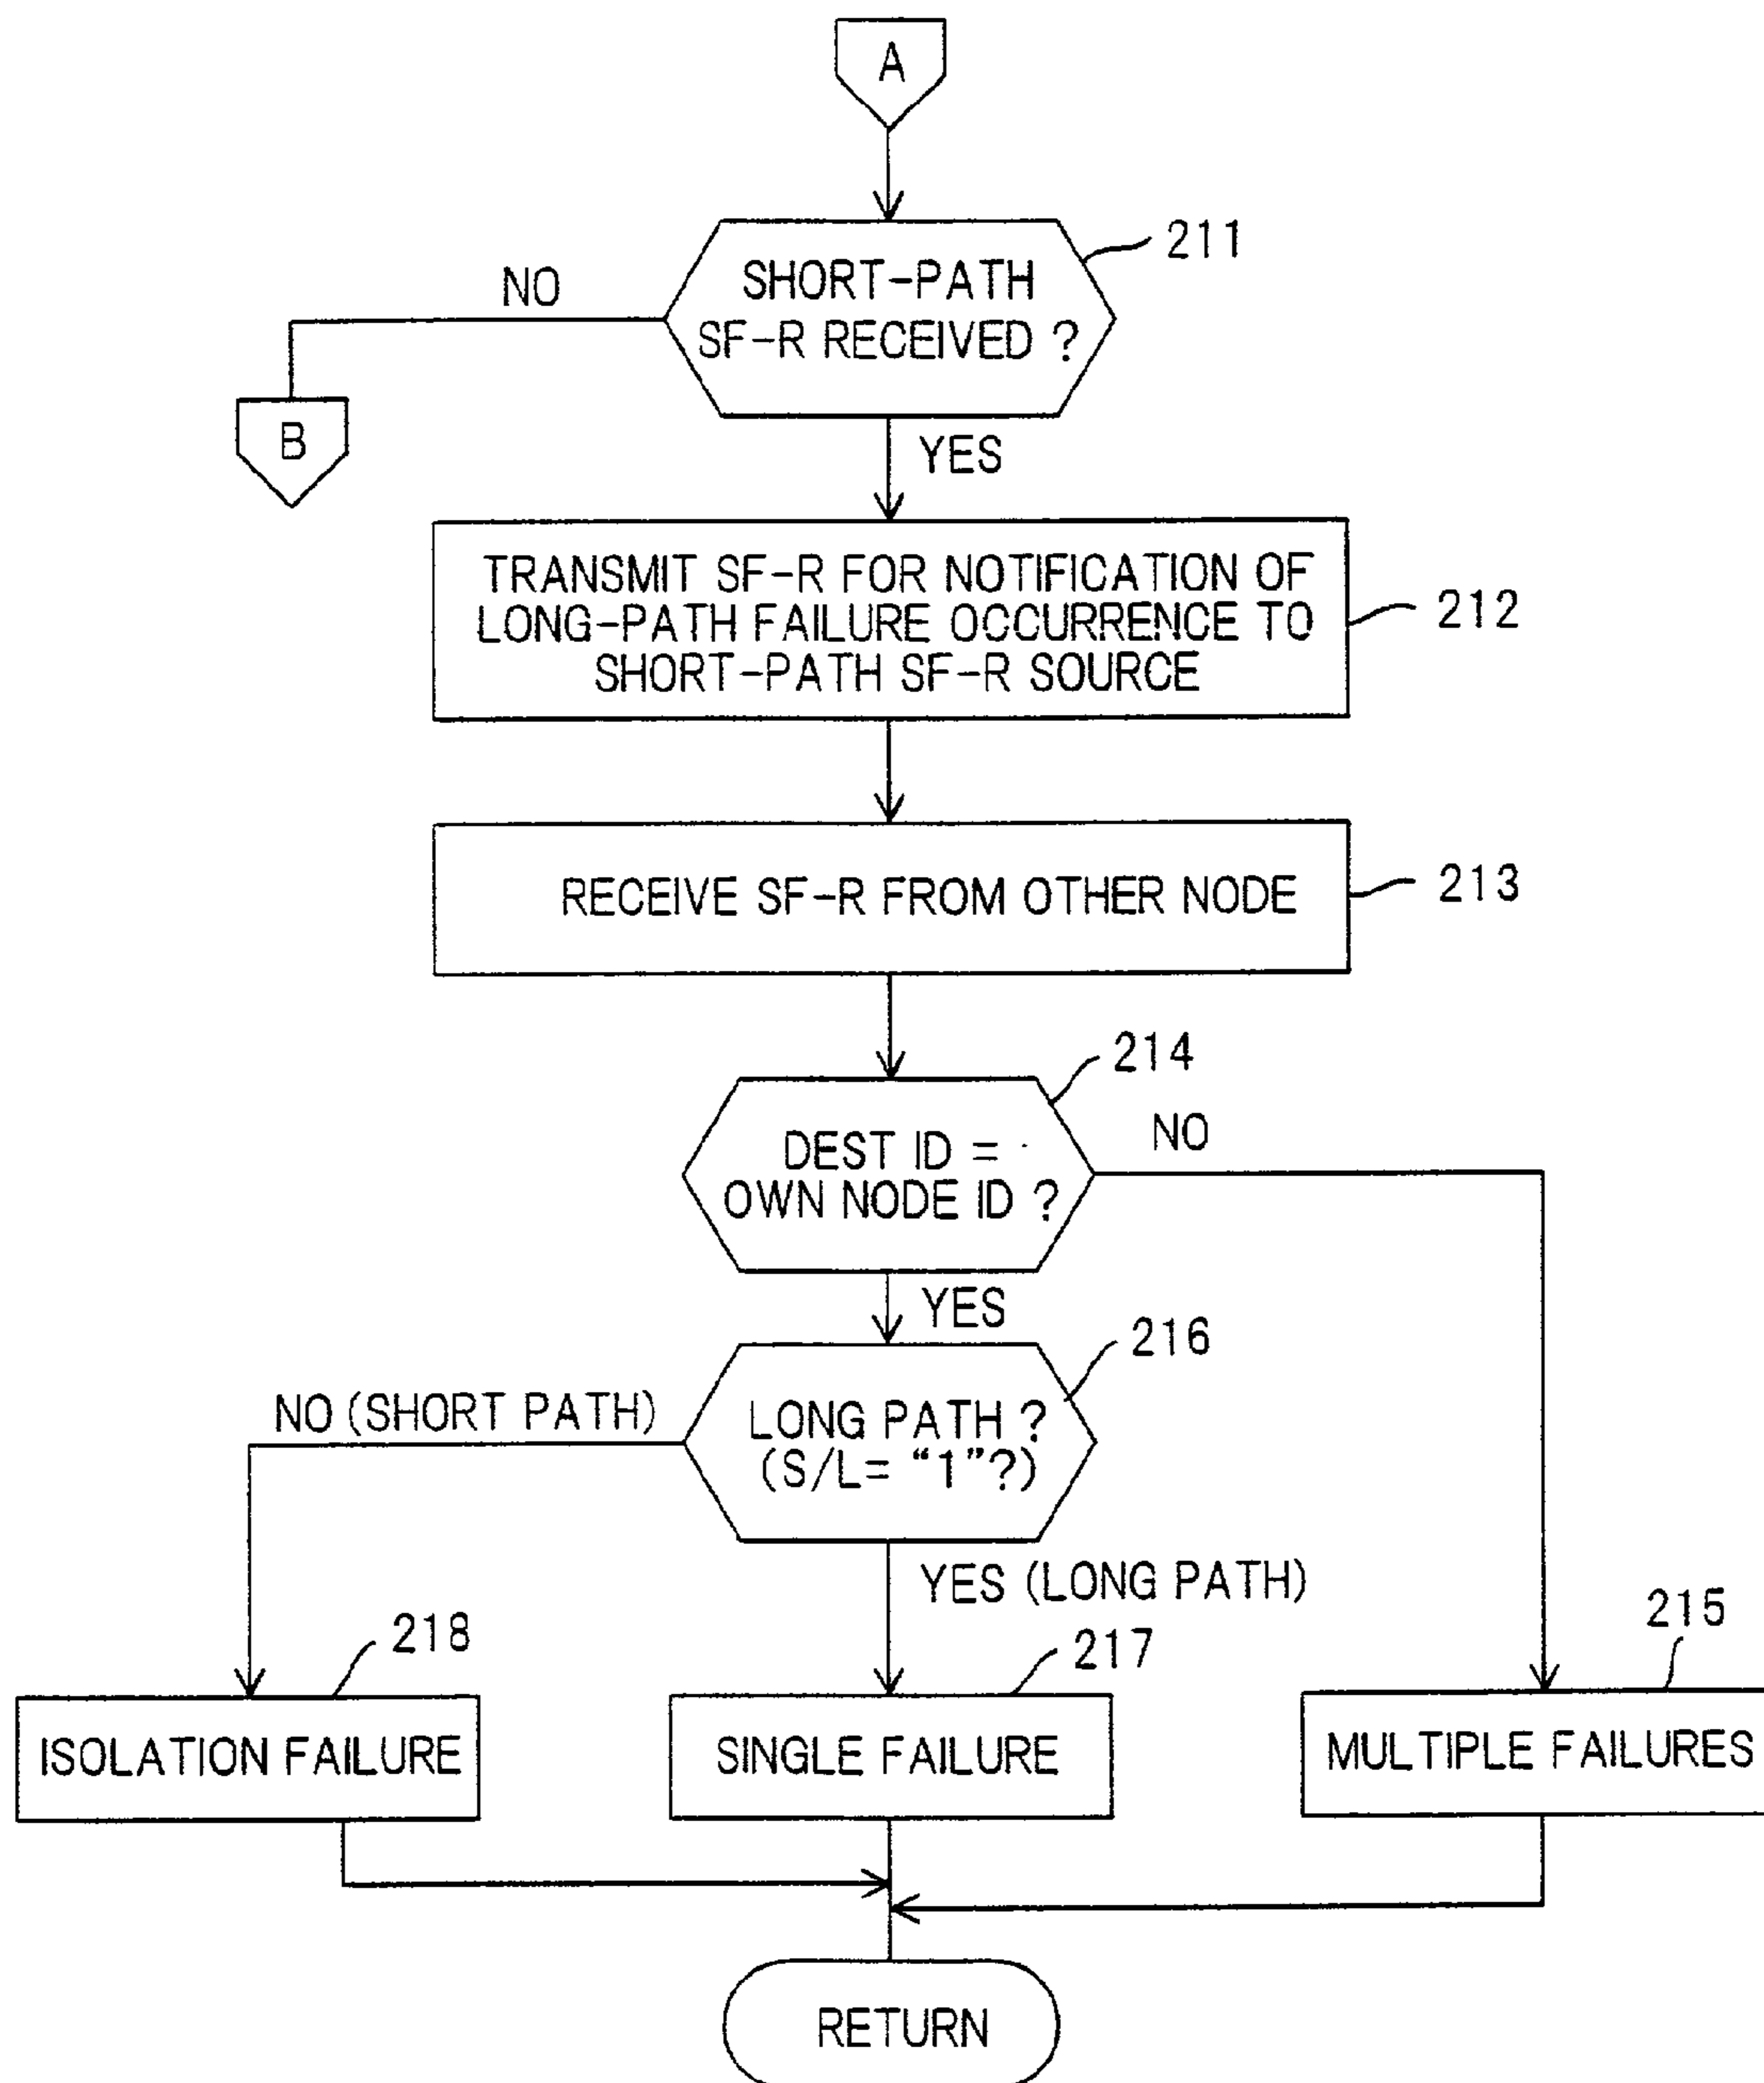 A
211
SHORT-PATH
SF-R RECEIVED ?
NO
B
YES
TRANSMIT SF-R FOR NOTIFICATION OF
LONG-PATH FAILURE OCCURRENCE TO
SHORT-PATH SF-R SOURCE
212
RECEIVE SF-R FROM OTHER NODE
213
214
DEST ID =
OWN NODE ID ?
NO
YES
216
LONG PATH ?
(S/L= “1”?)
NO (SHORT PATH)
YES (LONG PATH)
218
217
215
ISOLATION FAILURE
SINGLE FAILURE
MULTIPLE FAILURES
RETURN